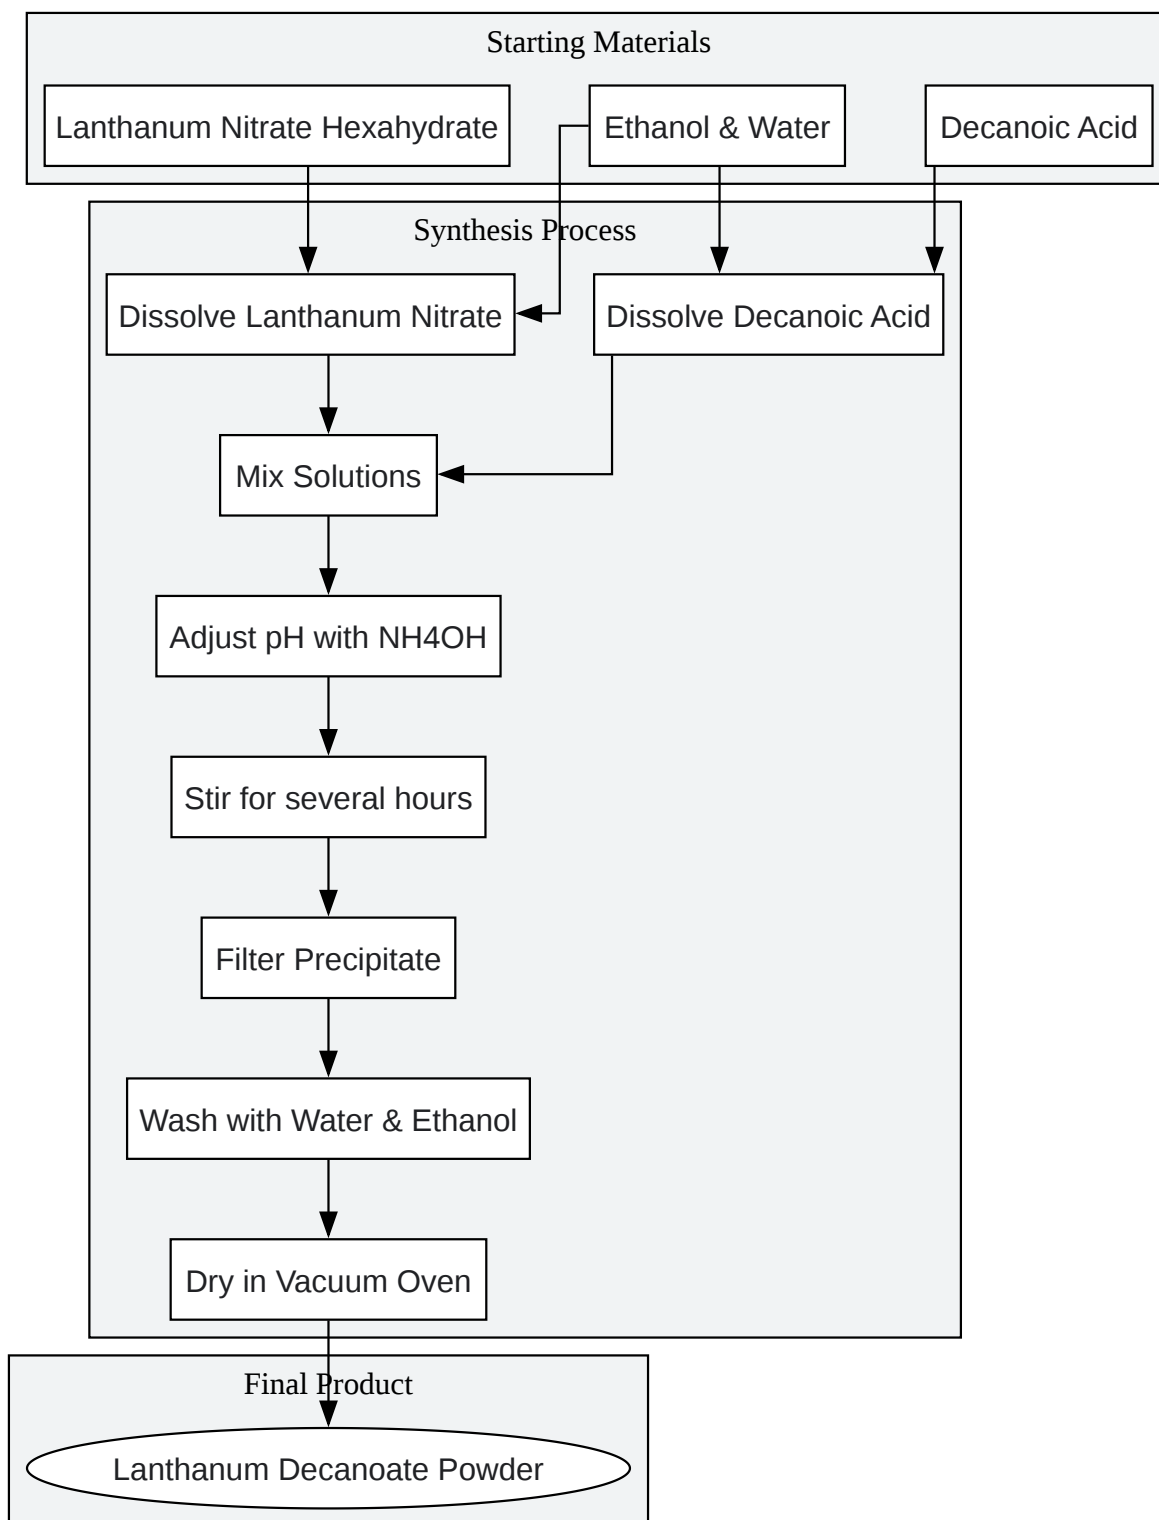 Starting Materials
Lanthanum Nitrate Hexahydrate
Ethanol & Water
Decanoic Acid
Synthesis Process
Dissolve Lanthanum Nitrate
Dissolve Decanoic Acid
Mix Solutions
Adjust pH with NH4OH
Stir for several hours
Filter Precipitate
Wash with Water & Ethanol
Dry in Vacuum Oven
Final Product
Lanthanum Decanoate Powder